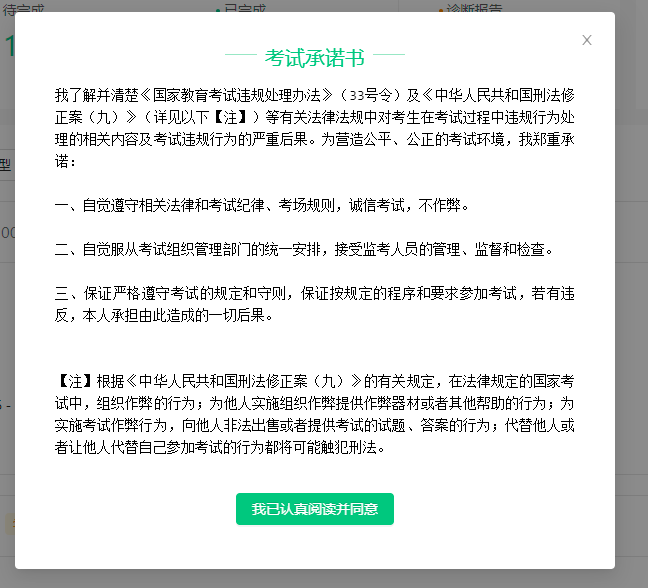 待完成
已完成
诊断报告
1
考试承诺书
我了解并清楚《国家教育考试违规处理办法》（33号令）及《中华人民共和国刑法修
正案（九）》（详见以下【注】）等有关法律法规中对考生在考试过程中违规行为处
理的相关内容及考试违规行为的严重后果。为营造公平、公正的考试环境，我郑重承
诺：
型
一、自觉遵守相关法律和考试纪律、考场规则，诚信考试，不作弊。
00
二、自觉服从考试组织管理部门的统一安排，接受监考人员的管理、监督和检查。
三、保证严格遵守考试的规定和守则，保证按规定的程序和要求参加考试，若有违
反，本人承担由此造成的一切后果。
【注】根据《中华人民共和国刑法修正案（九）》的有关规定，在法律规定的国家考
试中，组织作弊的行为；为他人实施组织作弊提供作弊器材或者其他帮助的行为；为
实施考试作弊行为，向他人非法出售或者提供考试的试题、答案的行为；代替他人或
者让他人代替自己参加考试的行为都将可能触犯刑法。
我已认真阅读并同意